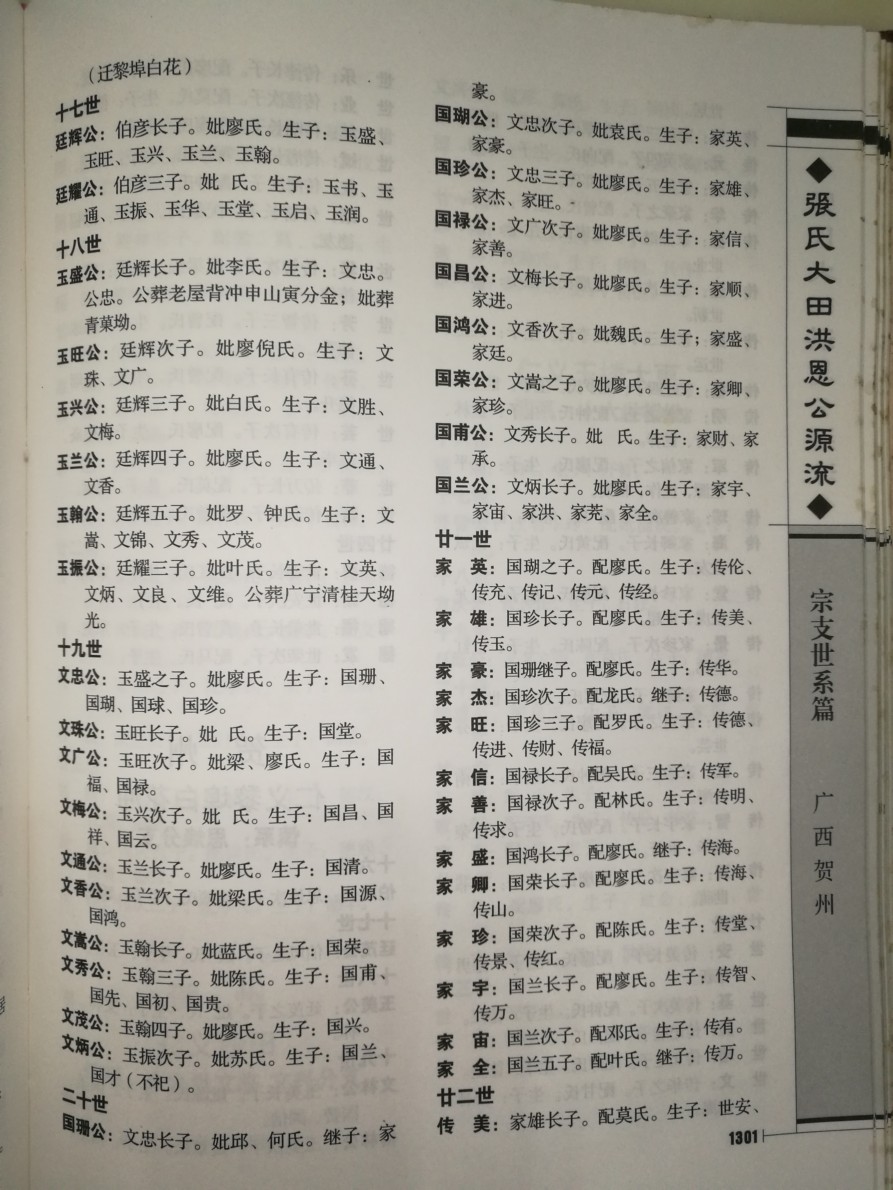 （迁黎埠白花）
十七世
廷辉公：伯彦长子。妣廖氏。生子：玉盛、
玉旺、玉兴、玉兰、玉翰。
廷耀公：伯彦三子。妣 氏。生子：玉书、玉
通、玉振、玉华、玉堂、玉启、玉润。
十八世
玉盛公：廷辉长子。妣李氏。生子：文忠。
公忠。公葬老屋背冲申山寅分金；妣葬
青菓坳。
玉旺公：廷辉次子。妣廖倪氏。生子：文
珠、文广。
玉兴公：廷辉三子。妣白氏。生子：文胜、
文梅。
玉兰公：廷辉四子。妣廖氏。生子：文通、
文香。
玉翰公：廷辉五子。妣罗、钟氏。生子：文
嵩、文锦、文秀、文茂。
玉振公：廷耀三子。妣叶氏。生子：文英、
文炳、文良、文维。公葬广宁清桂天坳
光。
十九世
文忠公：玉盛之子。妣廖氏。生子：国珊、
国瑚、国球、国珍。
文珠公：玉旺长子。妣 氏。生子：国堂。
文广公：玉旺次子。妣梁、廖氏。生子：国
福、国禄。
文梅公：玉兴次子。妣 氏。生子：国昌、国
祥、国云。
文通公：玉兰长子。妣廖氏。生子：国清。
文香公：玉兰次子。妣梁氏。生子：国源、
国鸿。
文嵩公：玉翰长子。妣蓝氏。生子：国荣。
文秀公：玉翰三子。妣陈氏。生子：国甫、
国先、国初、国贵。
文茂公：玉翰四子。妣廖氏。生子：国兴。
文炳公：玉振次子。妣苏氏。生子：国兰、
国才（不祀）。
二十世
国珊公：文忠长子。妣邱、何氏。继子：家
豪。
国瑚公：文忠次子。妣袁氏。生子：家英、
家豪。
国珍公：文忠三子。妣廖氏。生子：家雄、
家杰、家旺。
国禄公：文广次子。妣廖氏。生子：家信、
家善。
国昌公：文梅长子。妣廖氏。生子：家顺、
家进。
国鸿公：文香次子。妣魏氏。生子；家盛、
家廷。
国荣公：文嵩之子。妣廖氏。生子：家卿、
家珍。
国甫公：文秀长子。妣 氏。生子：家财、家
承。
国兰公：文炳长子。妣廖氏。生子：家宇、
家宙、家洪、家茺、家全。
廿一世
家 英：国瑚之子。配廖氏。生子：传伦、
传充、传记、传元、传经。
家 雄：国珍长子。配廖氏。生子：传美、
传玉。
家 豪：国珊继子。配廖氏。生子：传华。
家 杰：国珍次子。配龙氏。继子：传德。
家 旺：国珍三子。配罗氏。生子：传德、
传进、传财、传福。
家 信：国禄长子。配吴氏。生子：传军。
家 善：国禄次子。配林氏。生子：传明、
传求。
家 盛：国鸿长子。配廖氏。继子：传海。
家 卿：国荣长子。配廖氏。生子：传海、
传山。
家 珍：国荣次子。配陈氏。生子：传堂、
传景、传红。
家 宇：国兰长子。配廖氏。生子：传智、
传万。
家 宙：国兰次子。配邓氏。生子：传有。
家 全：国兰五子。配叶氏。继子：传万。
廿二世
传 美：家雄长子。配莫氏。生子：世安、
◆張氏大田洪恩公源流◆
宗支世系篇
广西贺州
1301